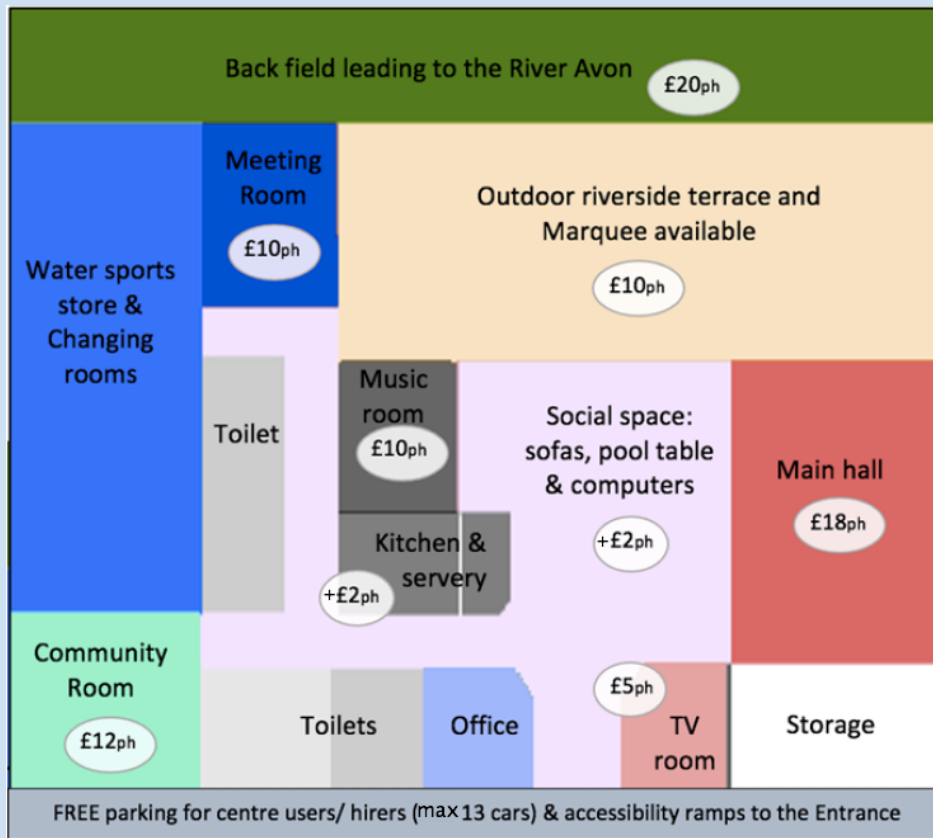 Back field leading to the River Avon
£20ph
Meeting
Room
£10ph
Outdoor riverside terrace and
Marquee available
£10ph
Water sports
store &
Changing
rooms
Toilet
Music
room
£10ph
Social space:
sofas, pool table
& computers
+£2ph
Main hall
£18ph
Kitchen &
servery
+£2ph
Community
Room
£12ph
Toilets
Office
£5ph
TV
room
Storage
FREE parking for centre users/ hirers (max 13 cars) & accessibility ramps to the Entrance